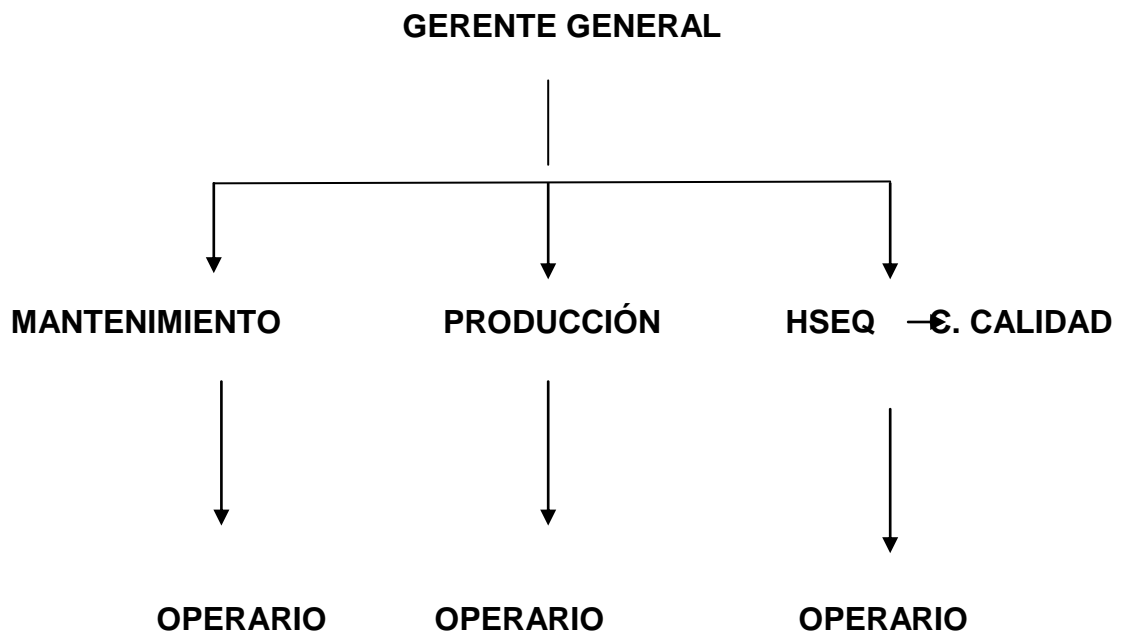 GERENTE GENERAL
MANTENIMIENTO PRODUCCIÓN HSEQ C. CALIDAD
OPERARIO OPERARIO OPERARIO